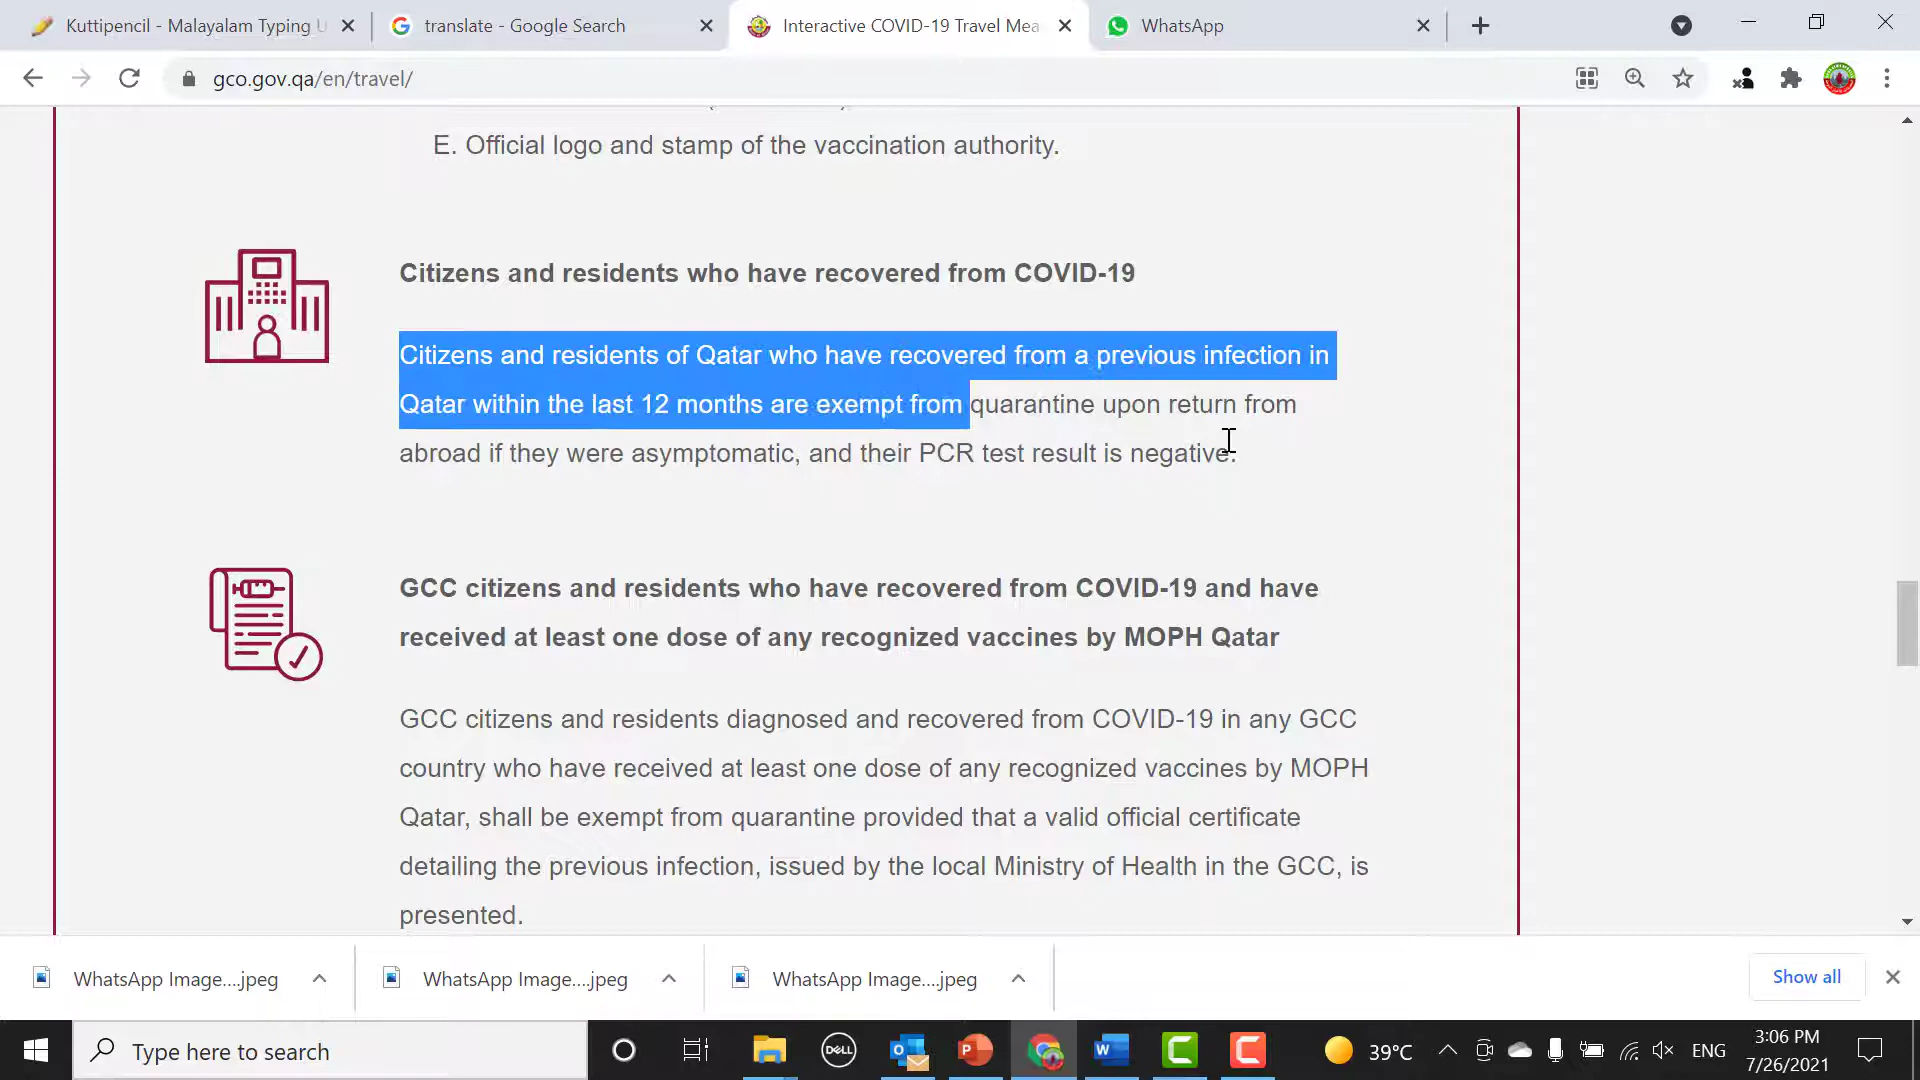 Kuttipencil - Malayalam Typing U
translate - Google Search
Interactive COVID-19 Travel Mea
WhatsApp
gco.gov.qa/en/travel/
E. Official logo and stamp of the vaccination authority.
Citizens and residents who have recovered from COVID-19
Citizens and residents of Qatar who have recovered from a previous infection in
Qatar within the last 12 months are exempt from quarantine upon return from
abroad if they were asymptomatic, and their PCR test result is negative.
GCC citizens and residents who have recovered from COVID-19 and have
received at least one dose of any recognized vaccines by MOPH Qatar
GCC citizens and residents diagnosed and recovered from COVID-19 in any GCC
country who have received at least one dose of any recognized vaccines by MOPH
Qatar, shall be exempt from quarantine provided that a valid official certificate
detailing the previous infection, issued by the local Ministry of Health in the GCC, is
presented.
WhatsApp Image....jpeg
WhatsApp Image....jpeg
WhatsApp Image....jpeg
Show all
Type here to search
DELL
39°C
ENG
3:06 PM
7/26/2021